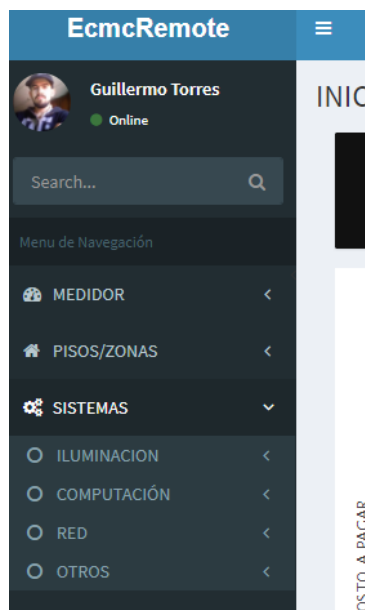 EcmcRemote
Guillermo Torres
Online
INIC
Search...
Menu de Navegación
MEDIDOR
PISOS/ZONAS
SISTEMAS
ILUMINACION
COMPUTACIÓN
RED
OTROS
OSTO A PAGAR